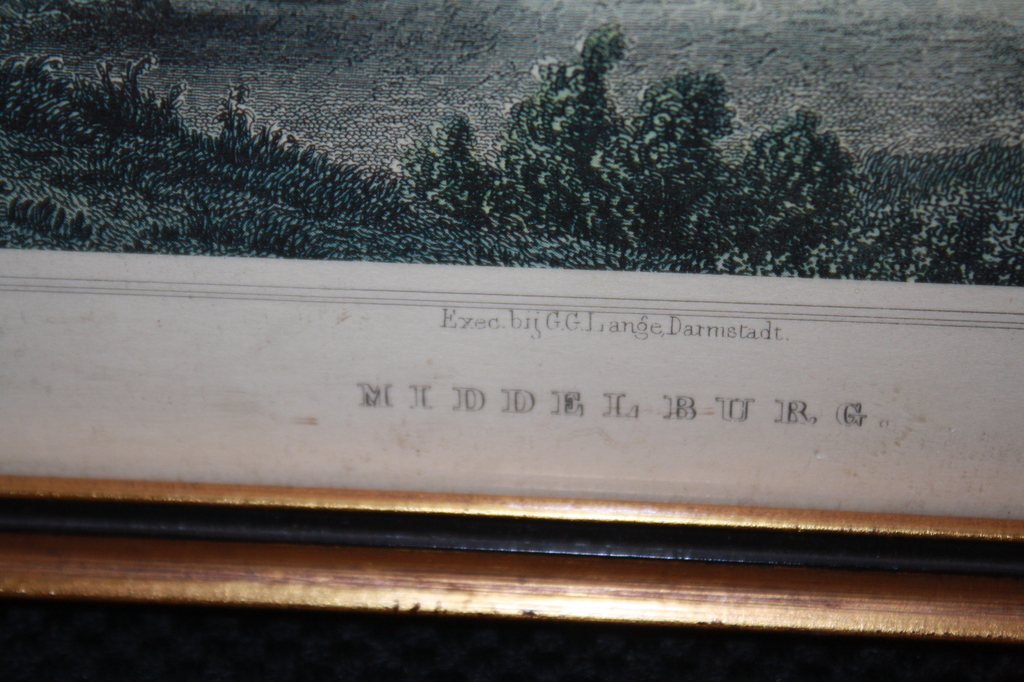 Exec. bij G.G. Lange, Darmstadt.
MIDDELBURG.